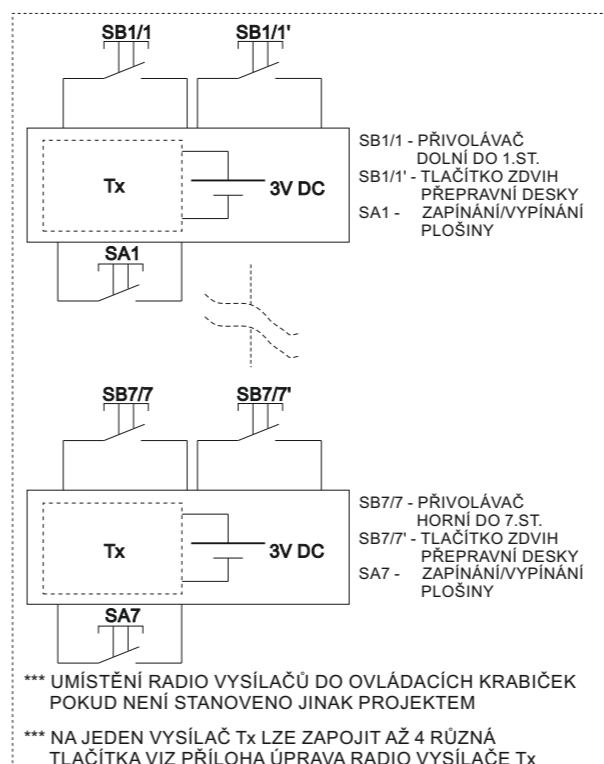 SB1/1 SB1/1'
SB1/1 - PŘIVOLÁVAČ
DOLNÍ DO 1.ST.
SB1/1' - TLAČÍTKO ZDVIH
PŘEPRAVNÍ DESKY
SA1 - ZAPÍNÁNÍ/VYPÍNÁNÍ
PLOŠINY
Tx 3V DC
SA1
SB7/7 SB7/7'
SB7/7 - PŘIVOLÁVAČ
HORNÍ DO 7.ST.
SB7/7' - TLAČÍTKO ZDVIH
PŘEPRAVNÍ DESKY
SA7 - ZAPÍNÁNÍ/VYPÍNÁNÍ
PLOŠINY
Tx 3V DC
SA7
*** UMÍSTĚNÍ RADIO VYSÍLAČŮ DO OVLÁDACÍCH KRABIČEK
POKUD NENÍ STANOVENO JINAK PROJEKTEM
*** NA JEDEN VYSÍLAČ Tx LZE ZAPOJIT AŽ 4 RŮZNÁ
TLAČÍTKA VIZ PŘÍLOHA ÚPRAVA RADIO VYSÍLAČE Tx